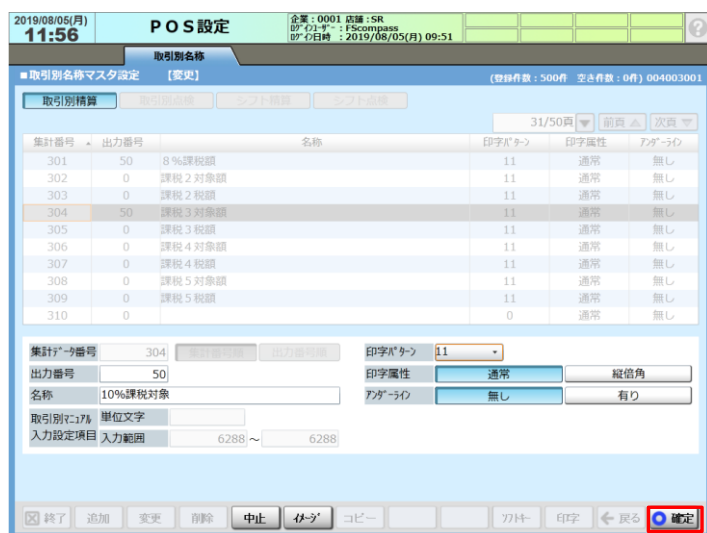 2019/08/05(月)
11:56
POS設定
企業：0001 店舗：SR
ﾛｸﾞｲﾝﾕｰｻﾞｰ：FScompass
ﾛｸﾞｲﾝ日時 ：2019/08/05(月) 09:51
取引別名称
■取引別名称マスタ設定 【変更】 (登録件数：500件 空き件数：0件) 004003001
取引別精算 取引別点検 シフト精算 シフト点検
31/50頁 ▼ 前頁 ▲ 次頁 ▼
集計番号 ▲ 出力番号 名称 印字ﾊﾟﾀｰﾝ 印字属性 ｱﾝﾀﾞｰﾗｲﾝ
301 50 8%課税額 11 通常 無し
302 0 課税２対象額 11 通常 無し
303 0 課税２税額 11 通常 無し
304 50 課税３対象額 11 通常 無し
305 0 課税３税額 11 通常 無し
306 0 課税４対象額 11 通常 無し
307 0 課税４税額 11 通常 無し
308 0 課税５対象額 11 通常 無し
309 0 課税５税額 11 通常 無し
310 0 0 通常 無し
集計ﾃﾞｰﾀ番号 304 集計番号順 出力番号順 印字ﾊﾟﾀｰﾝ 11
出力番号 50 印字属性 通常 縦倍角
名称 10%課税対象 ｱﾝﾀﾞｰﾗｲﾝ 無し 有り
取引別ﾏﾆｭｱﾙ 単位文字
入力設定項目 入力範囲 6288 ～ 6288
終了 追加 変更 削除 中止 ｲﾒｰｼﾞ コピー ｿﾌﾄｷｰ 印字 戻る 確定